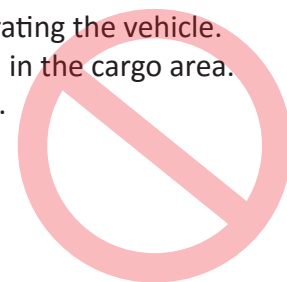 rating the vehicle.
in the cargo area.
.